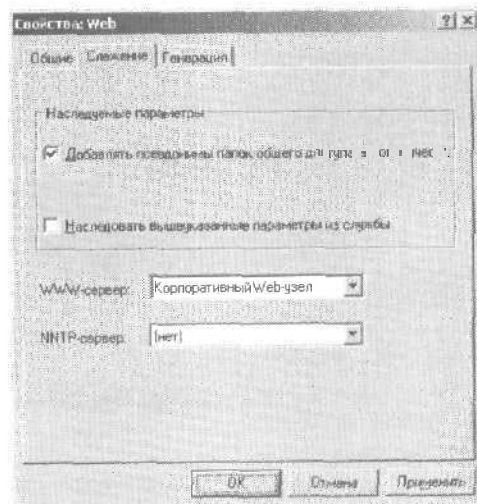 Свойства: Web
Общие Слежение Генерация
Наследуемые параметры
Добавлять псевдонимы папок общего
Наследовать вышеуказанные параметры из службы
WWW-сервер: Корпоративный Web-узел
NNTP-сервер: (нет)
OK Отмена Применить